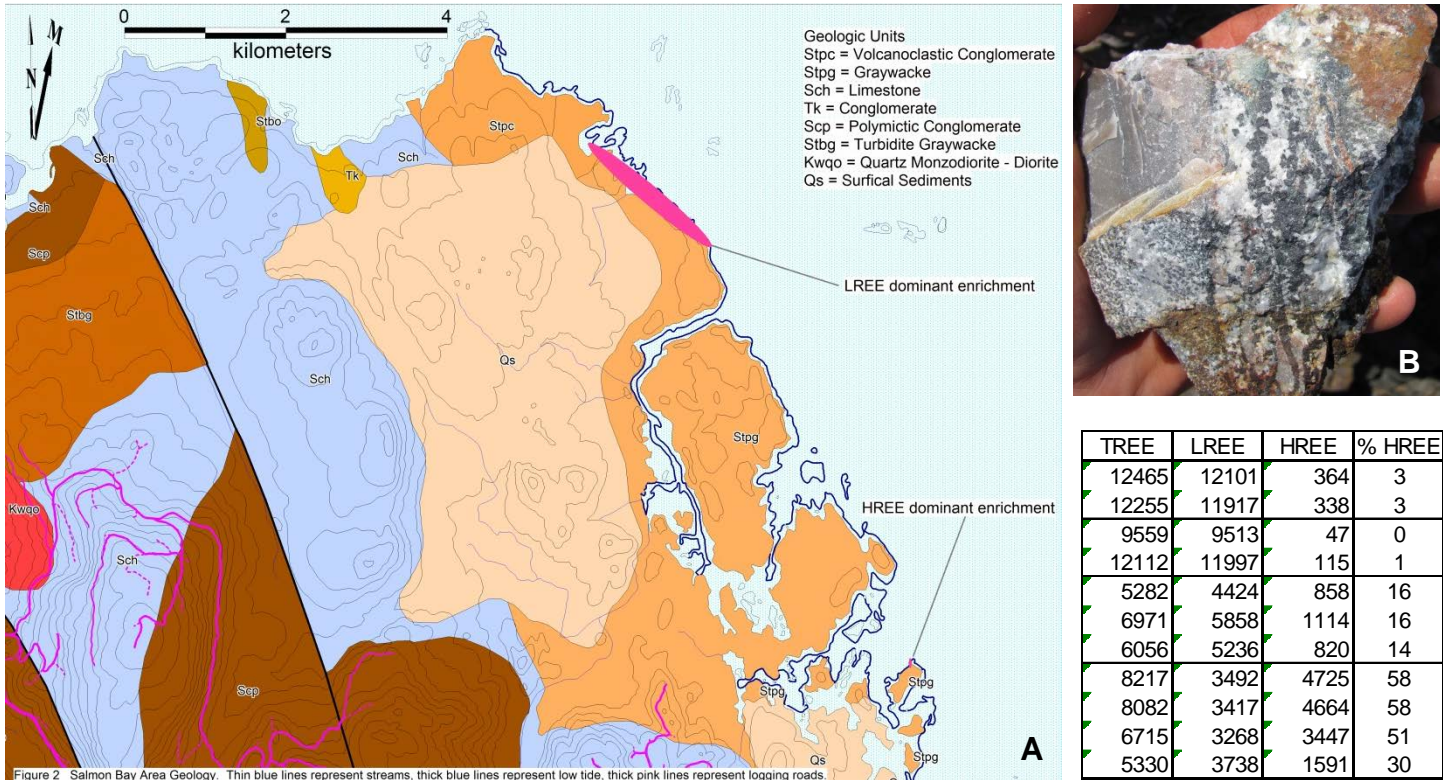 0 2 4
kilometers
M
N
Geologic Units
Stpc = Volcanoclastic Conglomerate
Stpg = Graywacke
Sch = Limestone
Tk = Conglomerate
Scp = Polymictic Conglomerate
Stbg = Turbidite Graywacke
Kwqo = Quartz Monzodiorite - Diorite
Qs = Surfical Sediments
Stbo
Stpc
Sch
Sch
Tk
Sch
Scp
LREE dominant enrichment
Stbg
Qs
Sch
Stpg
HREE dominant enrichment
Kwqo
Sch
Scp
Stpg
Stpg
Qs
Stpg
A
Figure 2 Salmon Bay Area Geology. Thin blue lines represent streams, thick blue lines represent low tide, thick pink lines represent logging roads.
B
TREE LREE HREE % HREE
12465 12101 364 3
12255 11917 338 3
9559 9513 47 0
12112 11997 115 1
5282 4424 858 16
6971 5858 1114 16
6056 5236 820 14
8217 3492 4725 58
8082 3417 4664 58
6715 3268 3447 51
5330 3738 1591 30